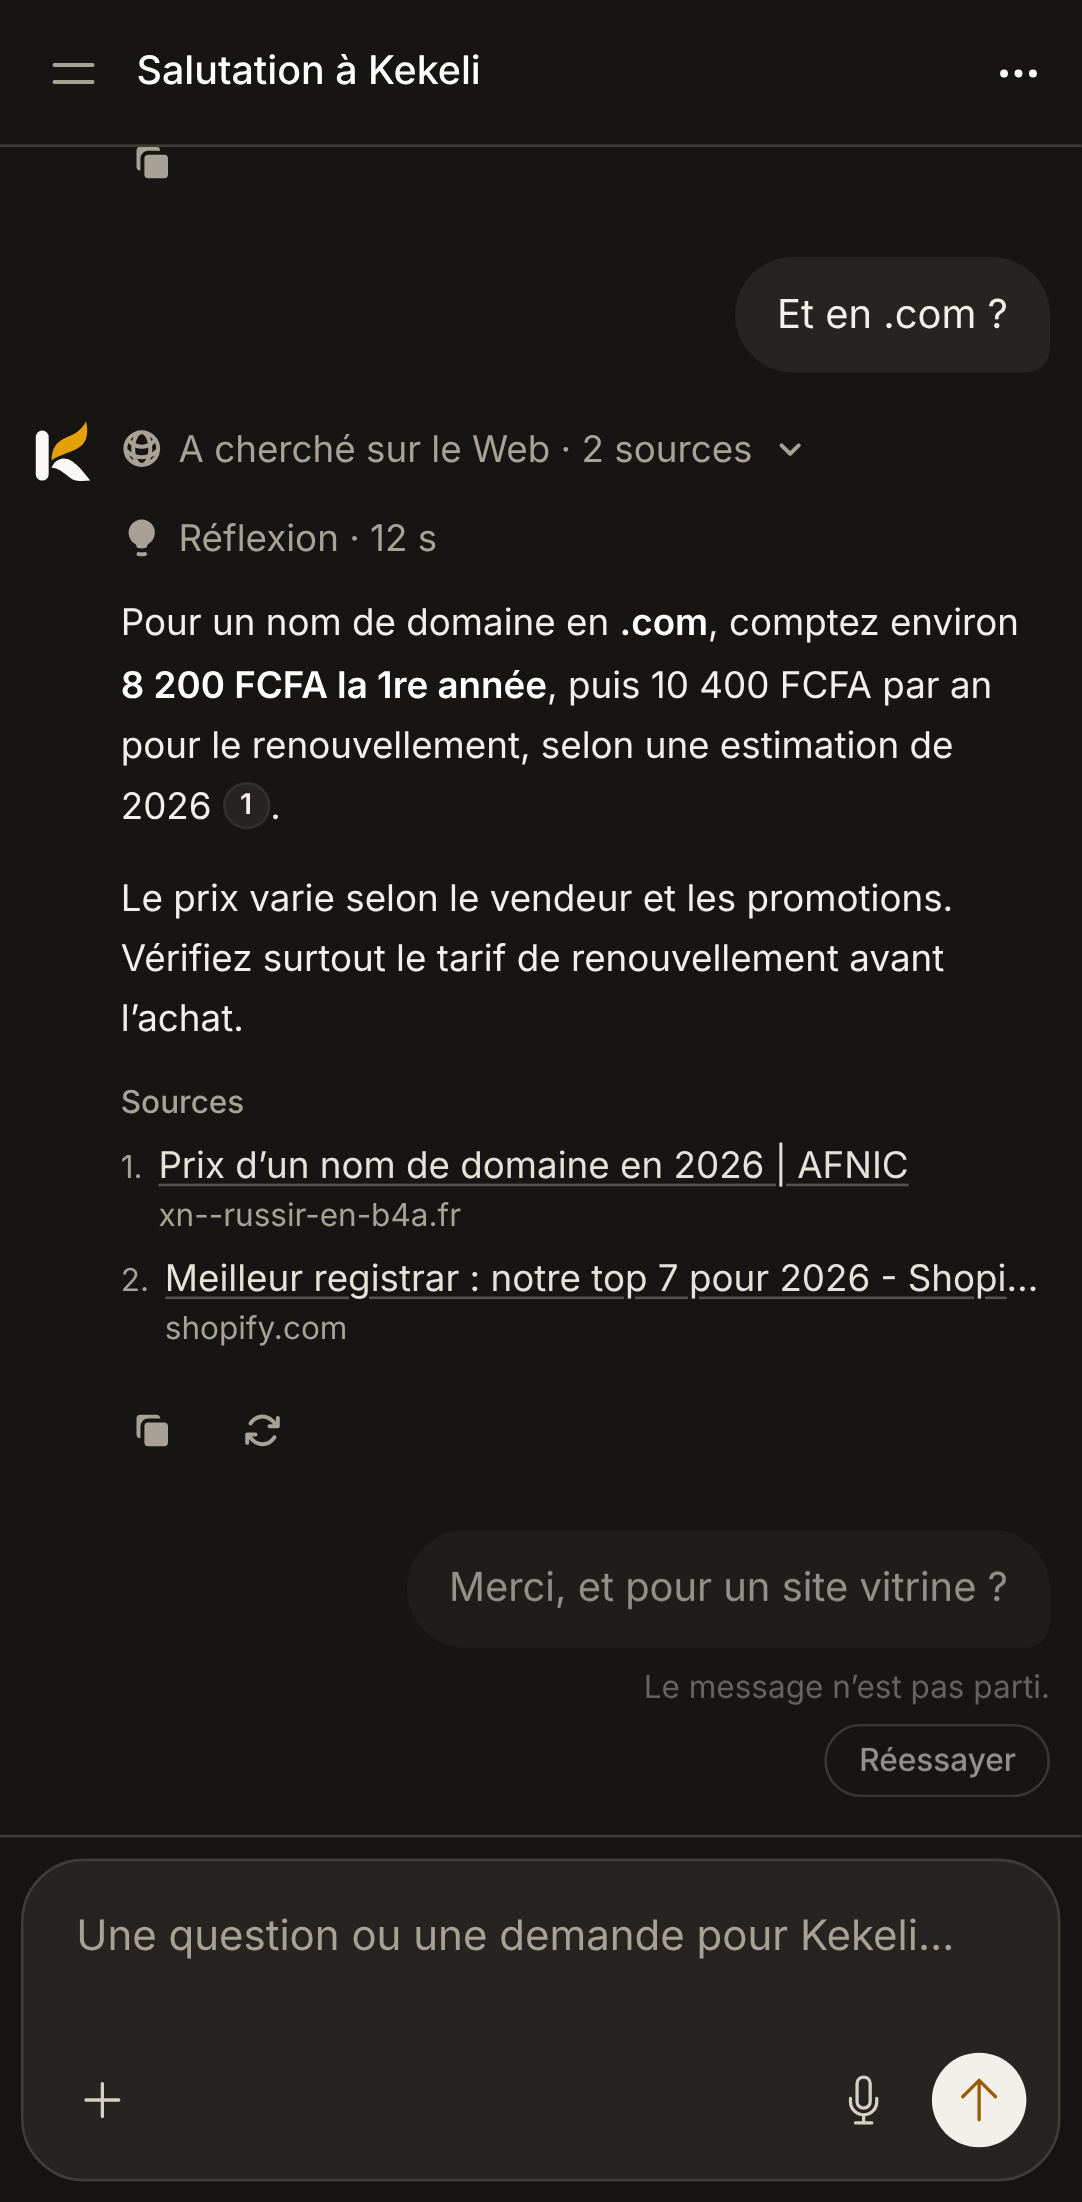 Salutation à Kekeli
Et en .com ?
A cherché sur le Web · 2 sources
Réflexion · 12 s
Pour un nom de domaine en .com, comptez environ
8 200 FCFA la 1re année, puis 10 400 FCFA par an
pour le renouvellement, selon une estimation de
2026 1.
Le prix varie selon le vendeur et les promotions.
Vérifiez surtout le tarif de renouvellement avant
l’achat.
Sources
1. Prix d’un nom de domaine en 2026 | AFNIC
xn--russir-en-b4a.fr
2. Meilleur registrar : notre top 7 pour 2026 - Shopi...
shopify.com
Merci, et pour un site vitrine ?
Le message n’est pas parti.
Réessayer
Une question ou une demande pour Kekeli...